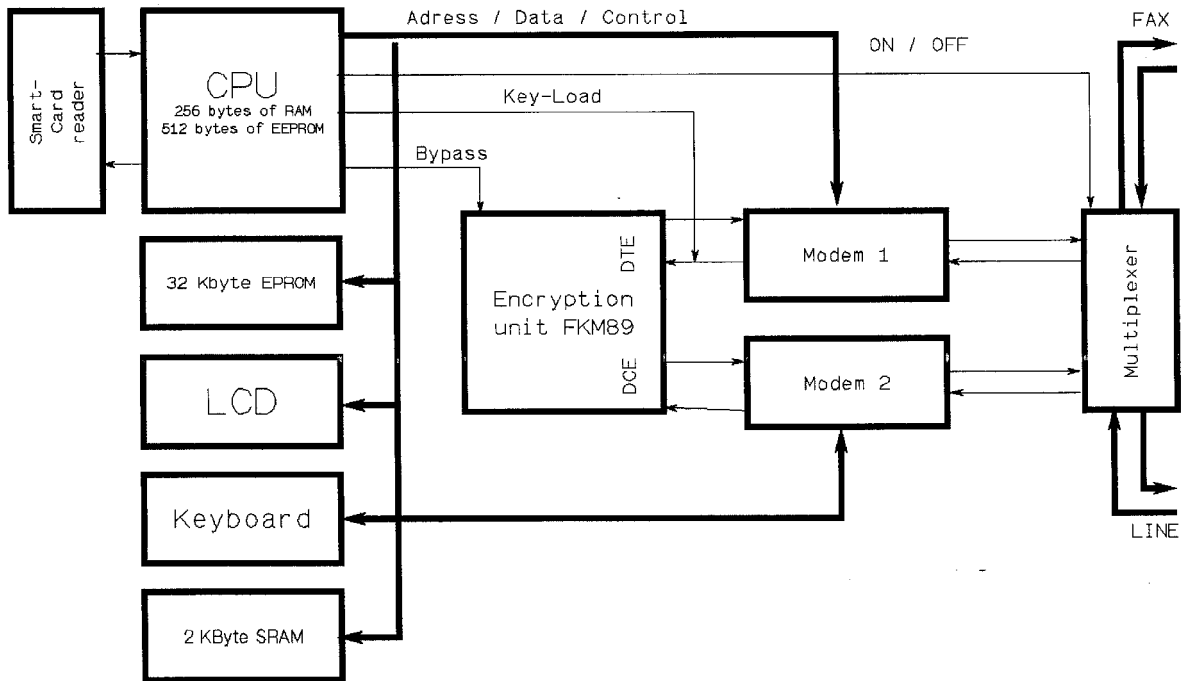 Adress / Data / Control
FAX
ON / OFF
Smart-
Card
reader
CPU
256 bytes of RAM
512 bytes of EEPROM
Key-Load
Bypass
DTE
Modem 1
32 Kbyte EPROM
Encryption
unit FKM89
Multiplexer
DCE
Modem 2
LCD
Keyboard
LINE
2 KByte SRAM